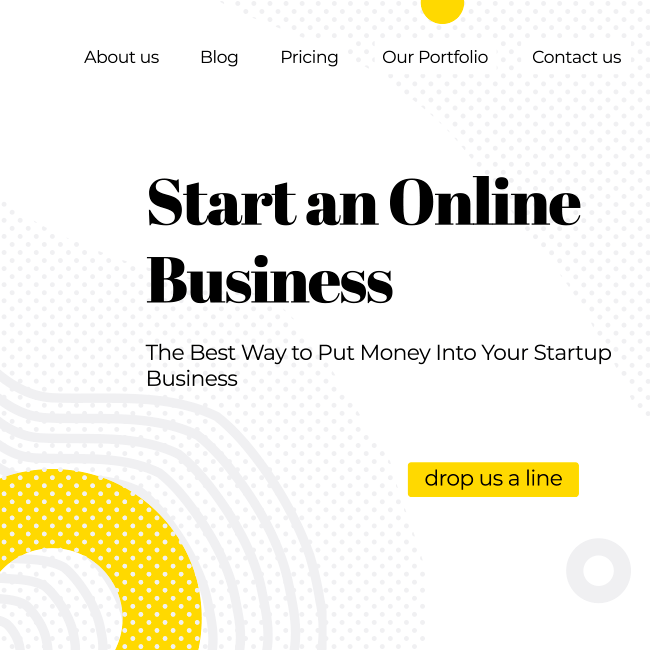 About us Blog Pricing Our Portfolio Contact us
Start an Online
Business
The Best Way to Put Money Into Your Startup
Business
drop us a line